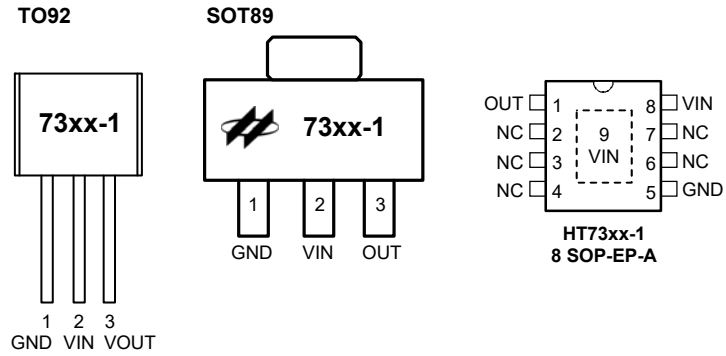 TO92
73xx-1
1 2 3
GND VIN VOUT
SOT89
73xx-1
1 2 3
GND VIN OUT
OUT 1 8 VIN
NC 2 7 NC
NC 3 6 NC
NC 4 5 GND
9
VIN
HT73xx-1
8 SOP-EP-A